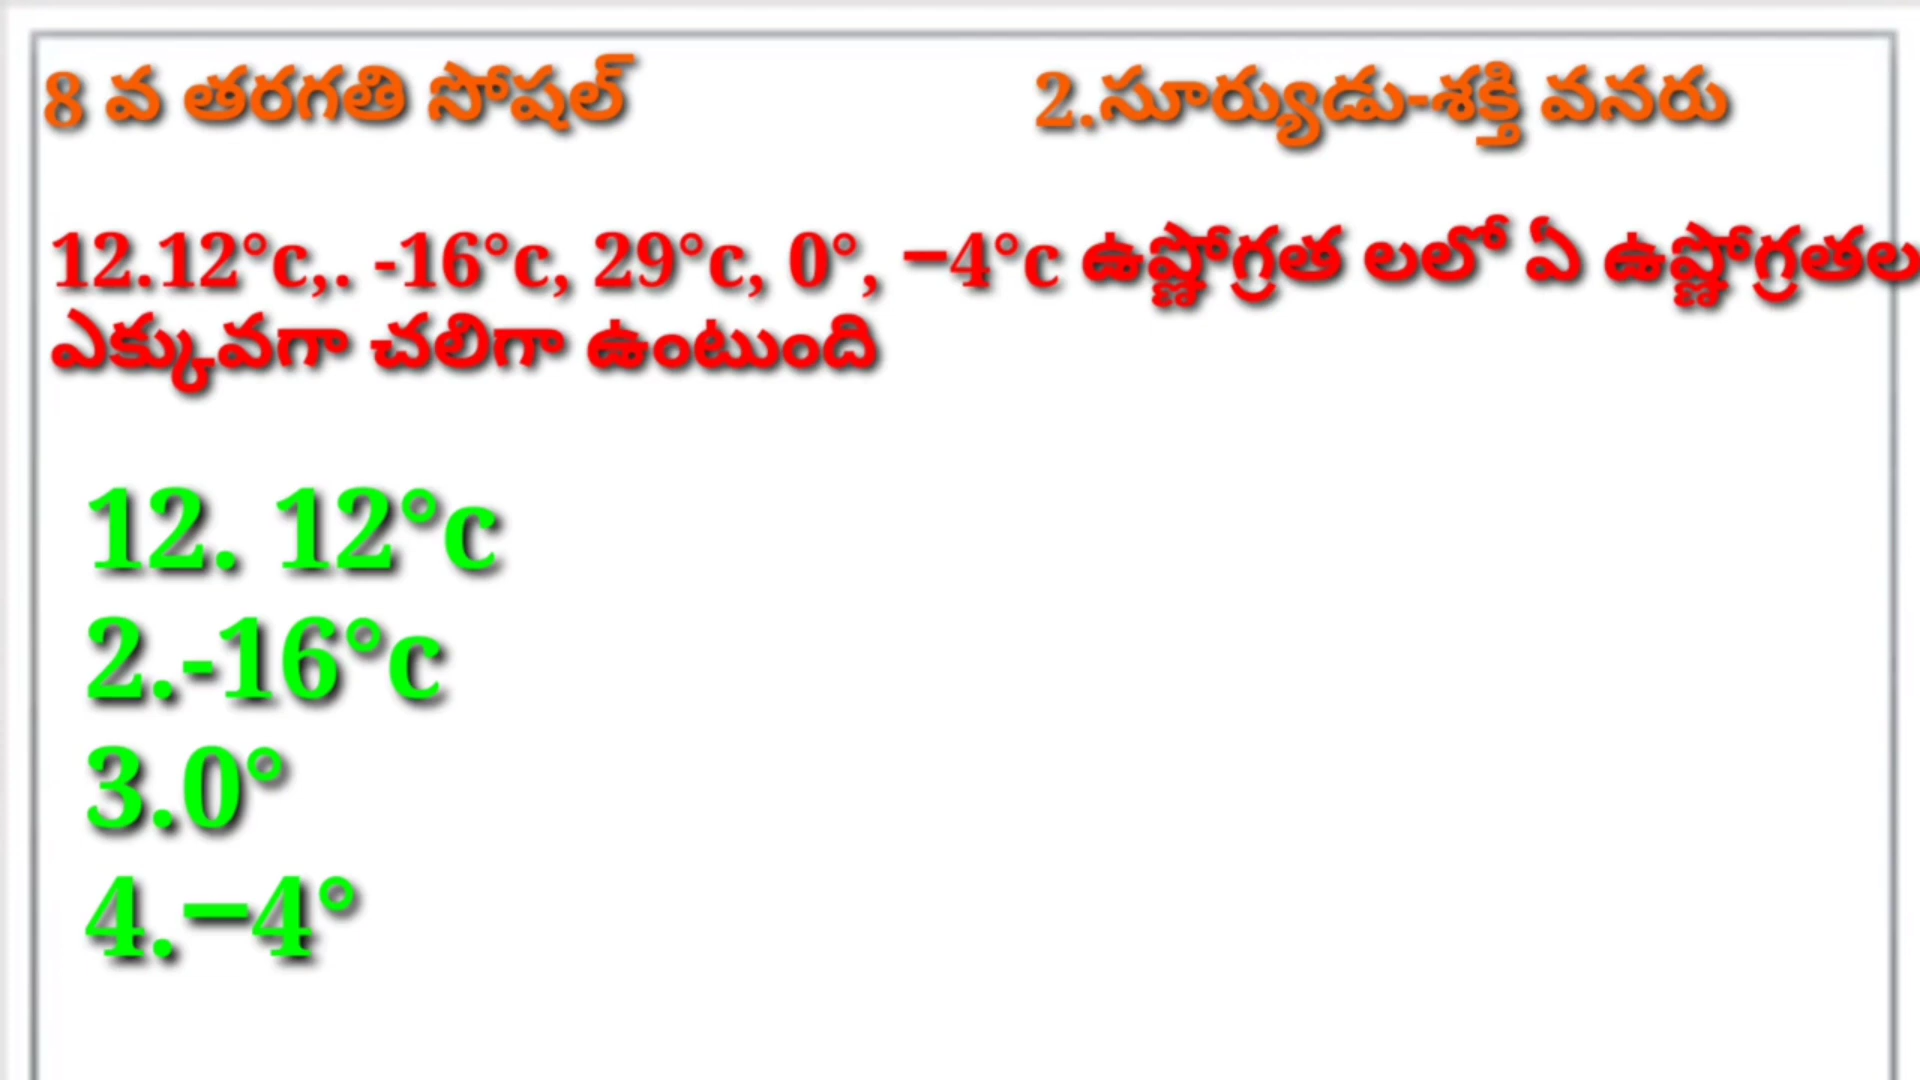 8 వ తరగతి సోషల్ 2.సూర్యుడు-శక్తి వనరు
12.12°c,. -16°c, 29°c, 0°, –4°c ఉష్ణోగ్రత లలో ఏ ఉష్ణోగ్రతల
ఎక్కువగా చలిగా ఉంటుంది
12. 12°c
2.-16°c
3.0°
4.–4°